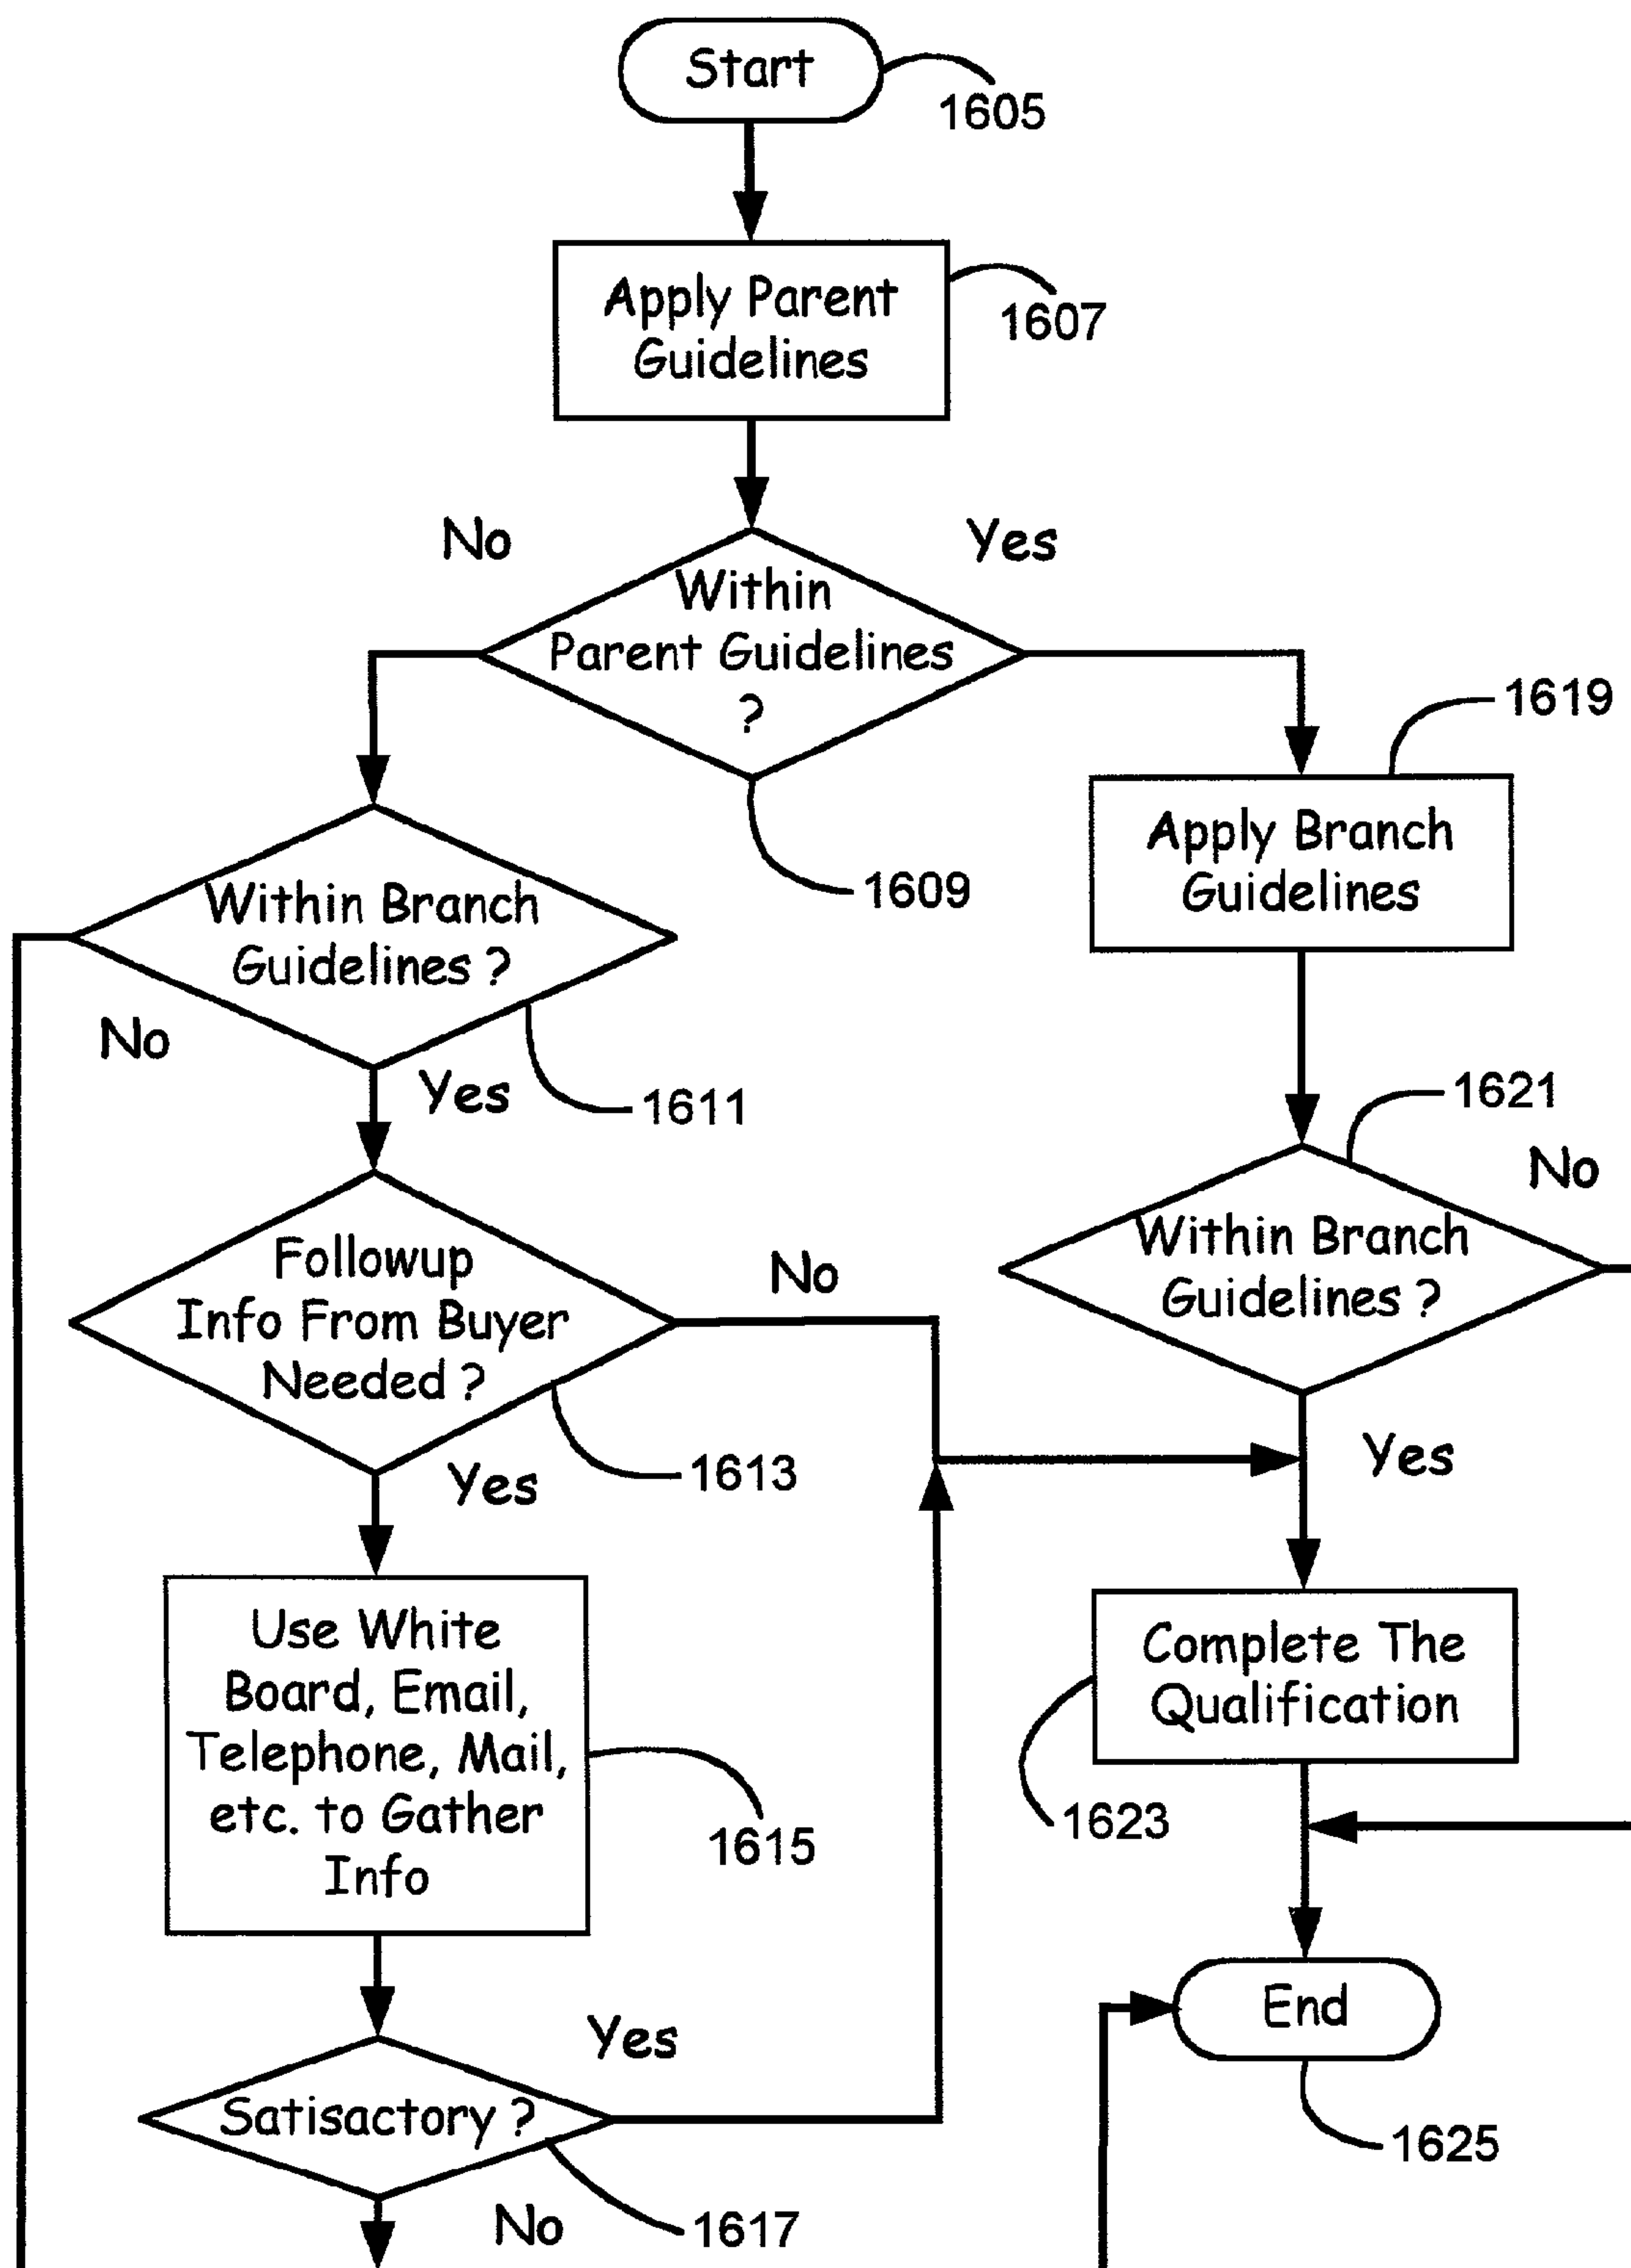 Start
1605
Apply Parent
Guidelines
1607
No
Yes
Within
Parent Guidelines
?
1609
1619
Apply Branch
Guidelines
Within Branch
Guidelines ?
No
Yes
1611
1621
No
Within Branch
Guidelines ?
Followup
Info From Buyer
Needed ?
No
Yes
1613
Yes
Use White
Board, Email,
Telephone, Mail,
etc. to Gather
Info
1615
Complete The
Qualification
1623
End
1625
Satisactory ?
Yes
No
1617